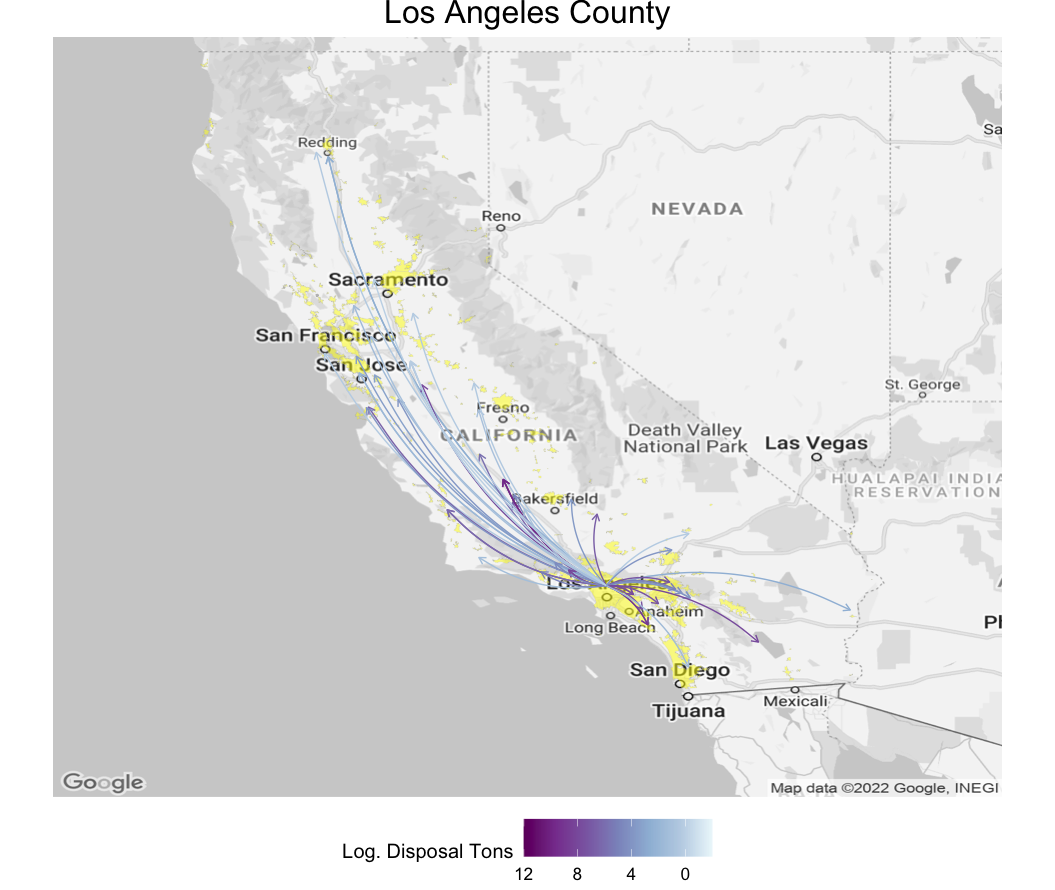 Los Angeles County
Redding
Sa
Reno
NEVADA
Sacramento
San Francisco
San Jose
St. George
Fresno
CALIFORNIA
Death Valley
National Park
Las Vegas
HUALAPAI INDIA
RESERVATION
Bakersfield
Los
Anaheim
Long Beach
Ph
San Diego
Tijuana
Mexicali
Google
Map data ©2022 Google, INEGI
Log. Disposal Tons
12 8 4 0